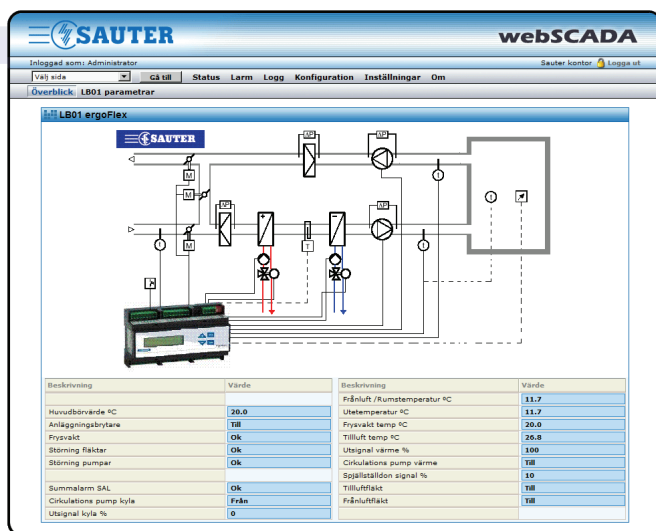 SAUTER
webSCADA
Inloggad som: Administrator
Sauter kontor Logga ut
Välj sida Gå till Status Larm Logg Konfiguration Inställningar Om
Överblick LB01 parametrar
LB01 ergoFlex
SAUTER
ΔP ΔP
M
M
ΔP + - ΔP
M T
Beskrivning Värde Beskrivning Värde
Frånluft /Rumstemperatur ºC 11.7
Huvudbörvärde ºC 20.0 Utetemperatur ºC 11.7
Anläggningsbrytare Till Frysvakt temp ºC 20.0
Frysvakt Ok Tillluft temp ºC 26.8
Störning fläktar Ok Utsignal värme % 100
Störning pumpar Ok Cirkulations pump värme Till
Spjällställdon signal % 10
Summalarm SAL Ok Tillluftfläkt Till
Cirkulations pump kyla Från Frånluftfläkt Till
Utsignal kyla % 0